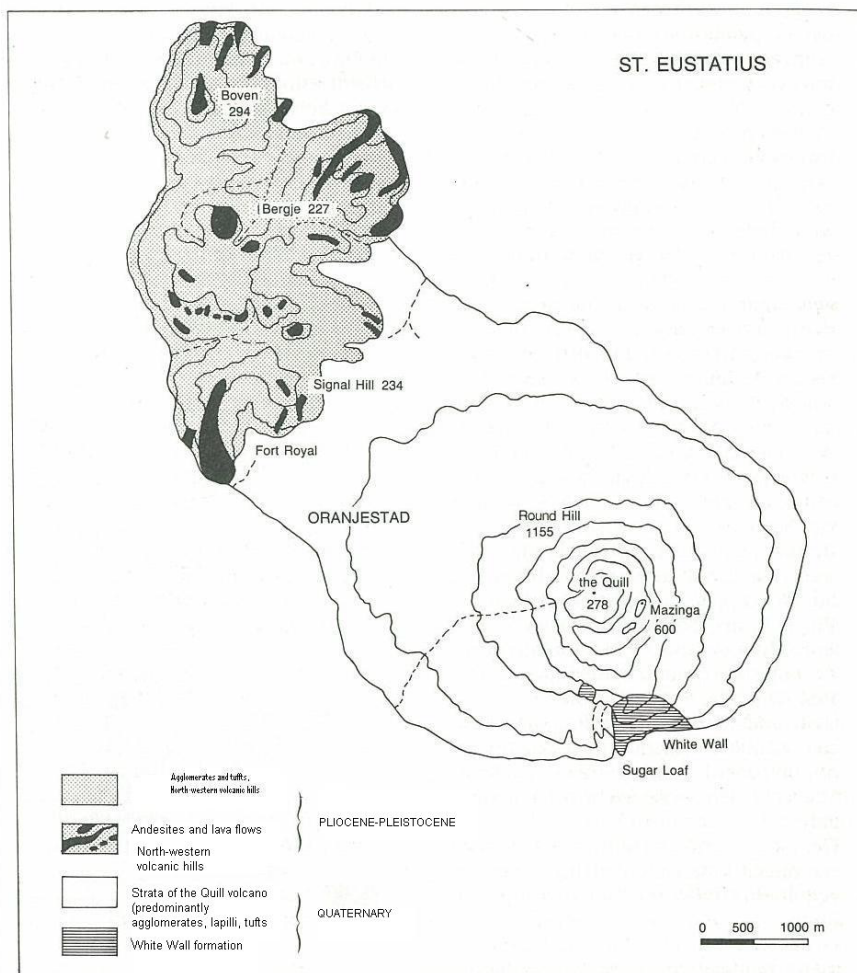 ST. EUSTATIUS
Boven
294
Bergje 227
Signal Hill 234
Fort Royal
ORANJESTAD
Round Hill
1155
the Quill
278
Mazinga
600
White Wall
Sugar Loaf
Agglomerates and tuffts,
North-western volcanic hills
Andesites and lava flows
North-western
volcanic hills
PLIOCENE-PLEISTOCENE
Strata of the Quill volcano
(predominantly
agglomerates, lapilli, tufts
QUATERNARY
White Wall formation
0 500 1000 m